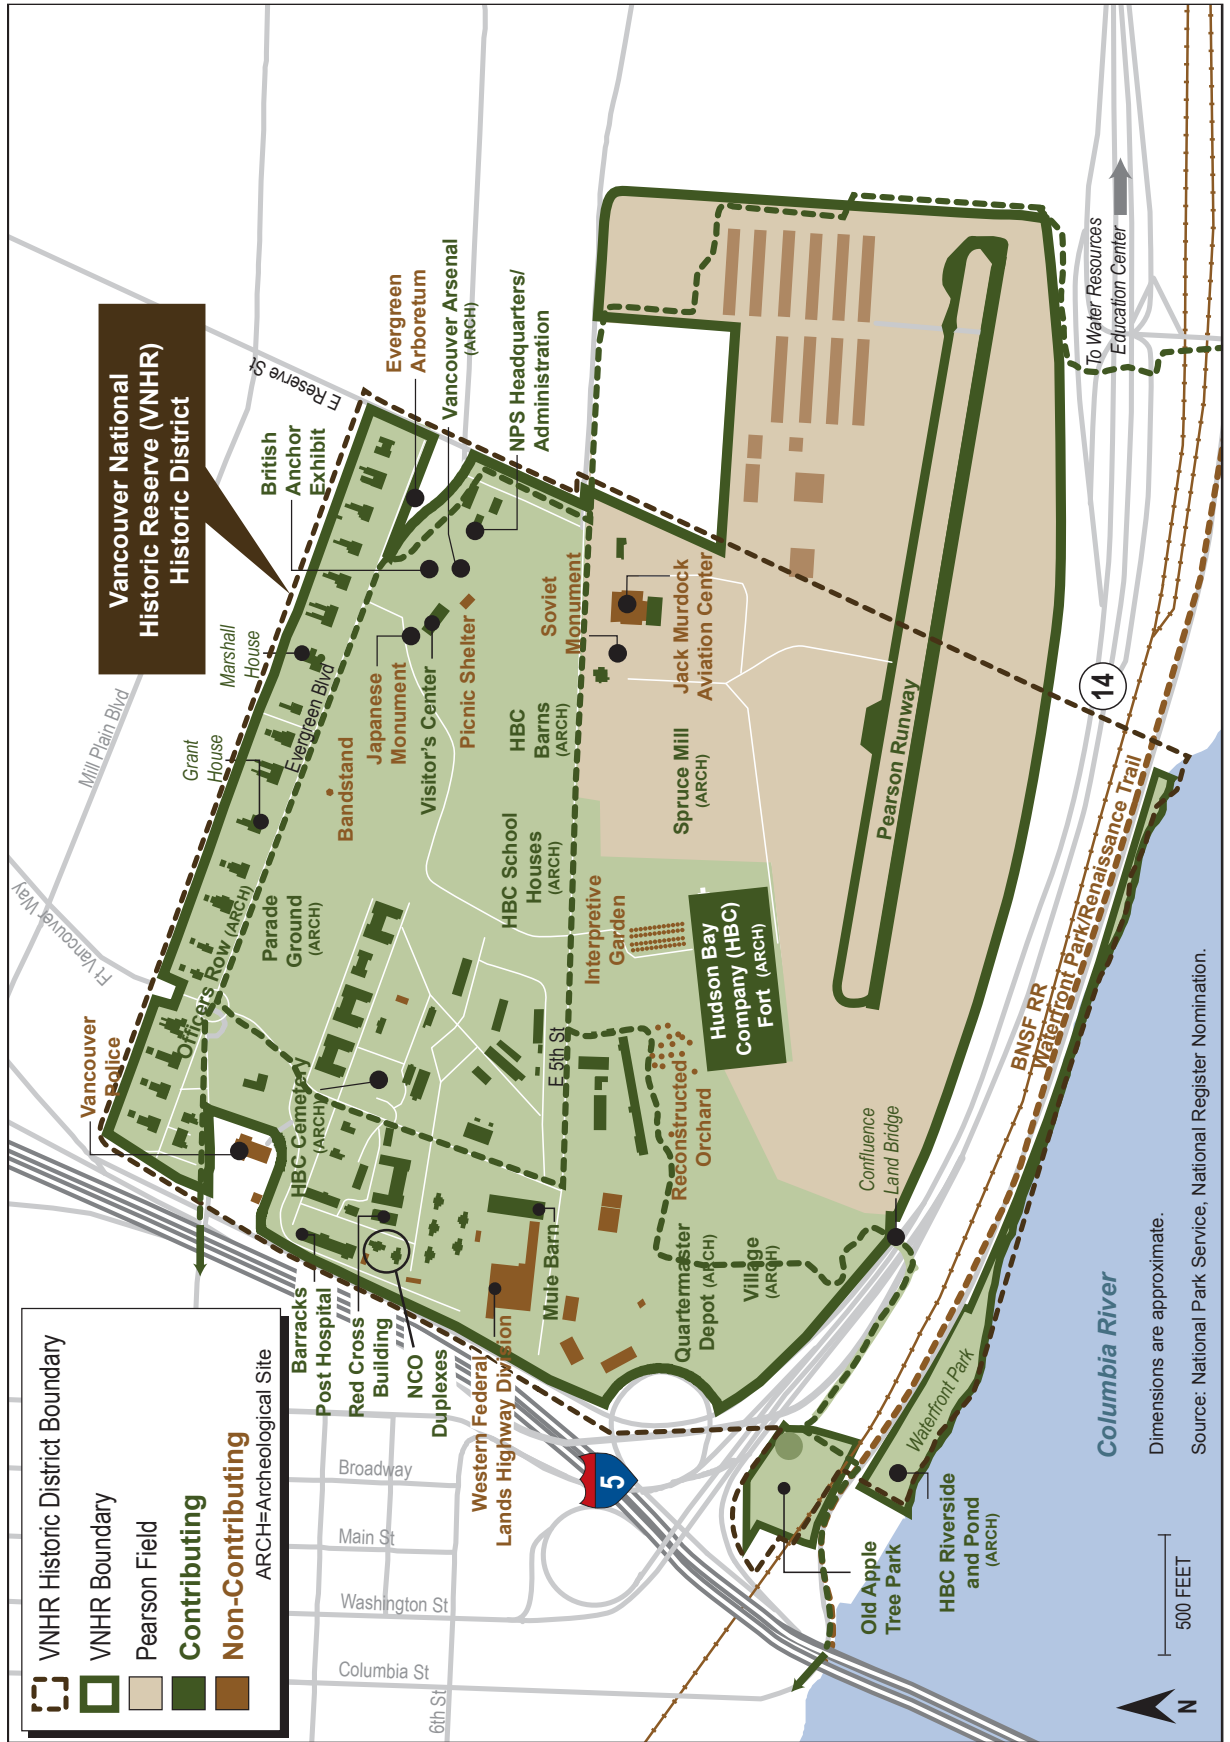 Vancouver National
Historic Reserve (VNHR)
Historic District
VNHR Historic District Boundary
VNHR Boundary
Pearson Field
Contributing
Non-Contributing
ARCH=Archeological Site
Mill Plain Blvd
Ft Vancouver Way
E Reserve St
Evergreen Blvd
Vancouver
Police
Officers Row (ARCH)
Grant
House
Marshall
House
British
Anchor
Exhibit
Evergreen
Arboretum
Vancouver Arsenal
(ARCH)
NPS Headquarters/
Administration
Parade
Ground
(ARCH)
Bandstand
Japanese
Monument
Visitor's Center
Picnic Shelter
HBC Cemetery
(ARCH)
Barracks
Post Hospital
Red Cross
Building
NCO
Duplexes
Western Federal
Lands Highway Division
Mule Barn
E 5th St
HBC School
Houses
(ARCH)
HBC
Barns
(ARCH)
Soviet
Monument
Jack Murdock
Aviation Center
Spruce Mill
(ARCH)
Interpretive
Garden
Hudson Bay
Company (HBC)
Fort (ARCH)
Reconstructed
Orchard
Quartermaster
Depot (ARCH)
Village
(ARCH)
Pearson Runway
Confluence
Land Bridge
Broadway
Main St
Washington St
Columbia St
6th St
5
14
BNSF RR
Waterfront Park/Renaissance Trail
Waterfront Park
Old Apple
Tree Park
HBC Riverside
and Pond
(ARCH)
To Water Resources
Education Center
Columbia River
N
500 FEET
Dimensions are approximate.
Source: National Park Service, National Register Nomination.